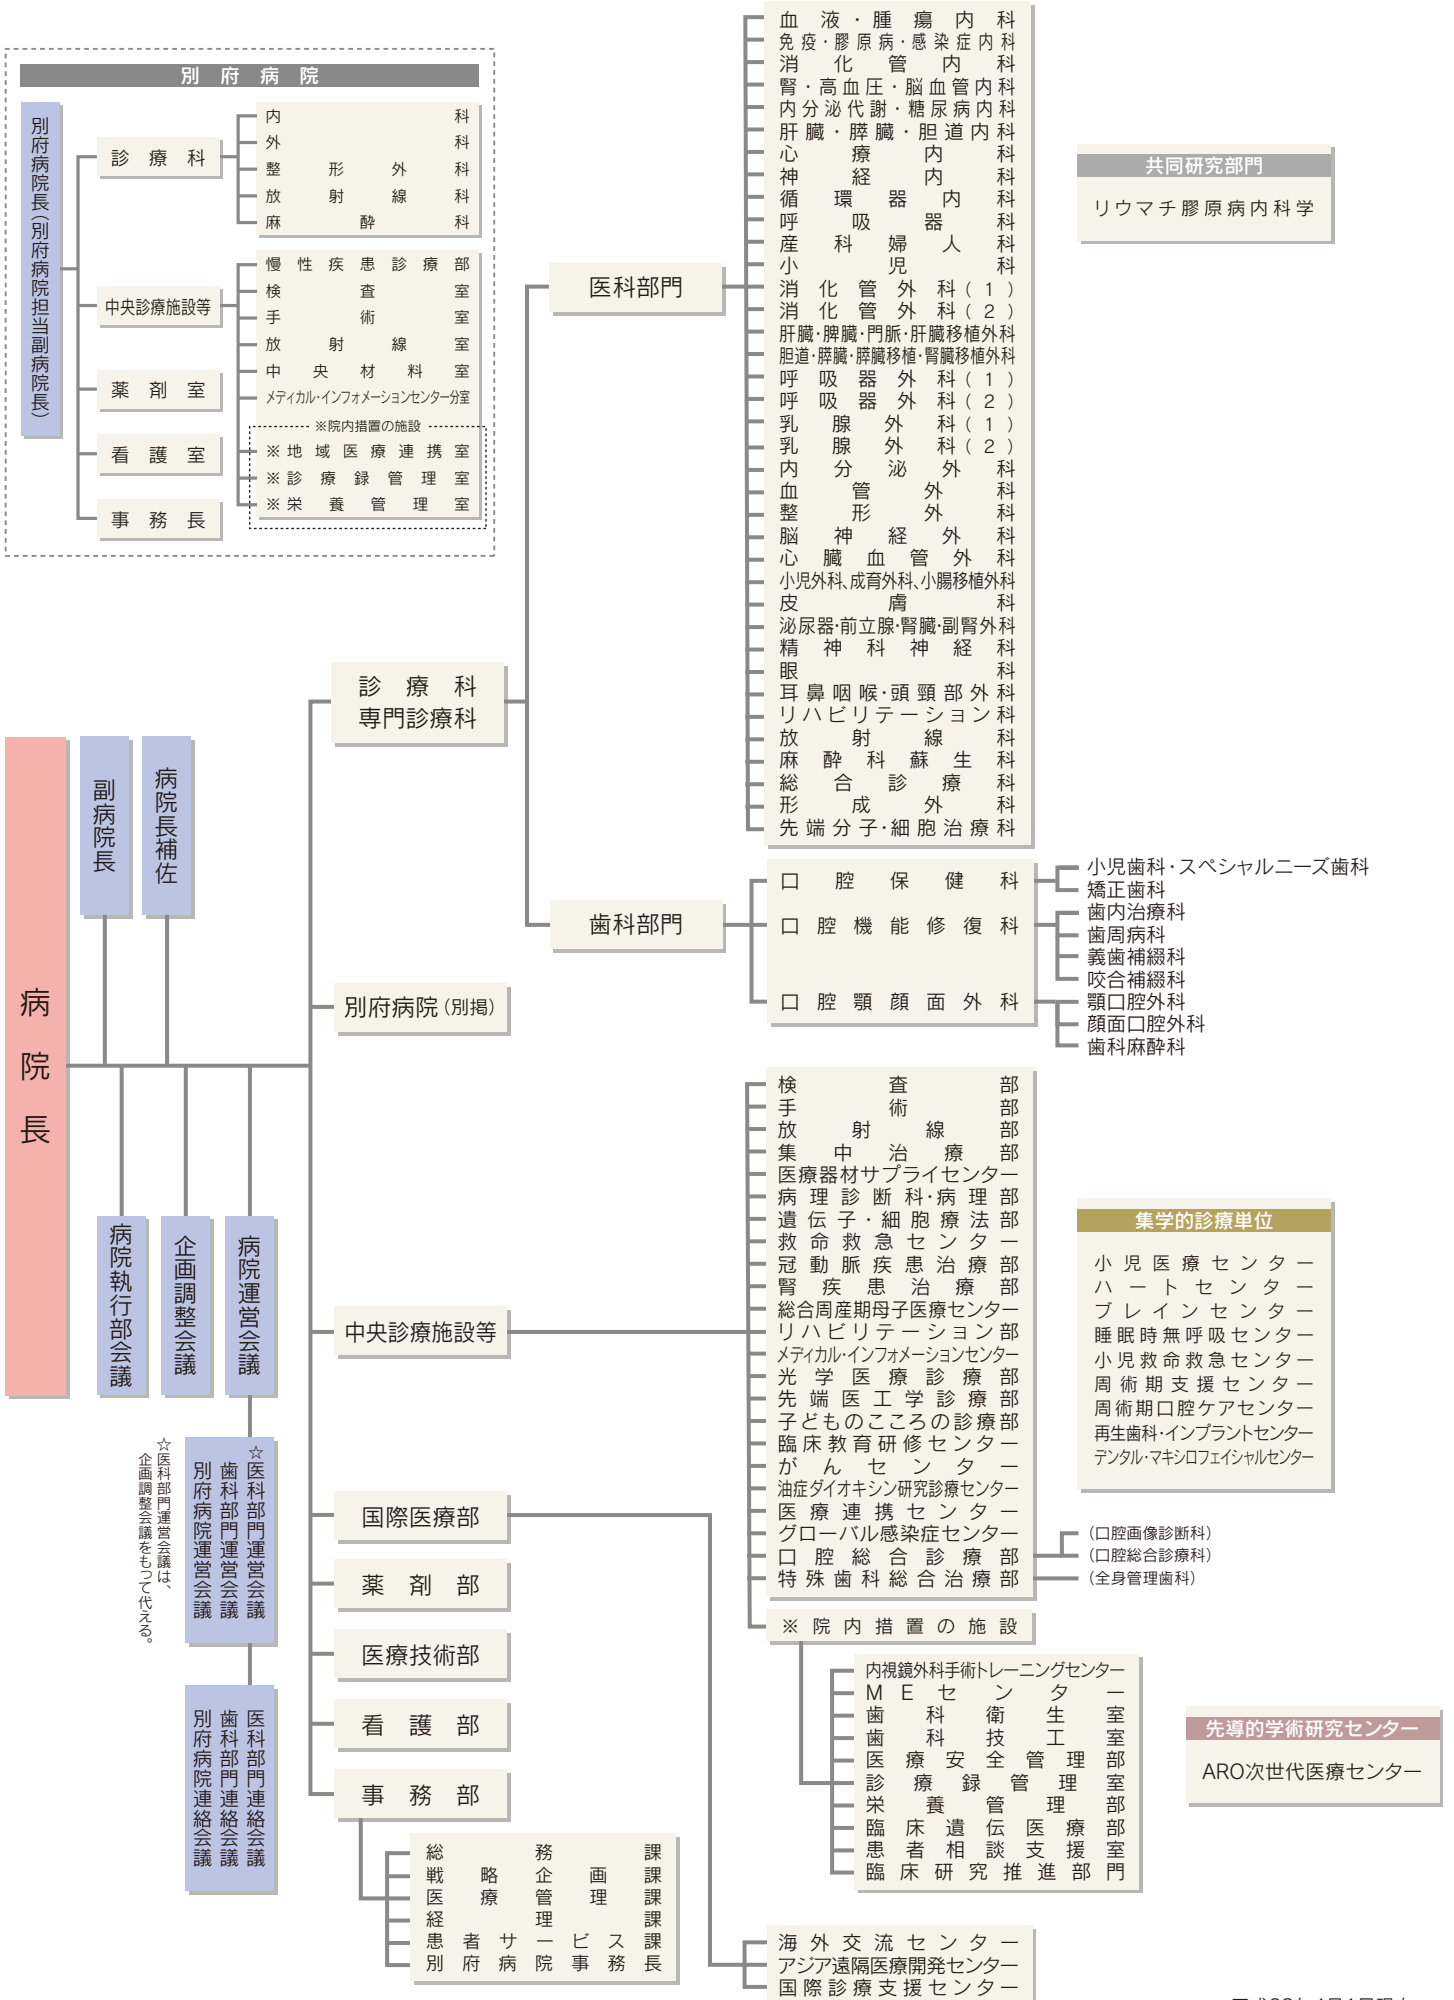 別府病院
別府病院長（別府病院担当副病院長）
診療科
内科
外科
整形外科
放射線科
麻酔科
中央診療施設等
慢性疾患診療部
検査室
手術室
放射線室
中央材料室
メディカル・インフォメーションセンター分室
※院内措置の施設
※地域医療連携室
※診療録管理室
※栄養管理室
薬剤室
看護室
事務長
病院長
副病院長
病院長補佐
病院執行部会議
企画調整会議
病院運営会議
☆医科部門運営会議
歯科部門運営会議
別府病院運営会議
☆医科部門運営会議は、
企画調整会議をもって代える。
医科部門連絡会議
歯科部門連絡会議
別府病院連絡会議
診療科
専門診療科
医科部門
血液・腫瘍内科
免疫・膠原病・感染症内科
消化管内科
腎・高血圧・脳血管内科
内分泌代謝・糖尿病内科
肝臓・膵臓・胆道内科
心療内科
神経内科
循環器内科
呼吸器科
産科婦人科
小児科
消化管外科(1)
消化管外科(2)
肝臓・脾臓・門脈・肝臓移植外科
胆道・膵臓・膵臓移植・腎臓移植外科
呼吸器外科(1)
呼吸器外科(2)
乳腺外科(1)
乳腺外科(2)
内分泌外科
血管外科
整形外科
脳神経外科
心臓血管外科
小児外科、成育外科、小腸移植外科
皮膚科
泌尿器・前立腺・腎臓・副腎外科
精神科神経科
眼科
耳鼻咽喉・頭頸部外科
リハビリテーション科
放射線科
麻酔科蘇生科
総合診療科
形成外科
先端分子・細胞治療科
歯科部門
口腔保健科
小児歯科・スペシャルニーズ歯科
矯正歯科
口腔機能修復科
歯内治療科
歯周病科
義歯補綴科
咬合補綴科
口腔顎顔面外科
顎口腔外科
顔面口腔外科
歯科麻酔科
別府病院（別掲）
中央診療施設等
検査部
手術部
放射線部
集中治療部
医療器材サプライセンター
病理診断科・病理部
遺伝子・細胞療法部
救命救急センター
冠動脈疾患治療部
腎疾患治療部
総合周産期母子医療センター
リハビリテーション部
メディカル・インフォメーションセンター
光学医療診療部
先端医工学診療部
子どものこころの診療部
臨床教育研修センター
がんセンター
油症ダイオキシン研究診療センター
医療連携センター
グローバル感染症センター
口腔総合診療部
（口腔画像診断科）
（口腔総合診療科）
特殊歯科総合治療部
（全身管理歯科）
※院内措置の施設
内視鏡外科手術トレーニングセンター
MEセンター
歯科衛生室
歯科技工室
医療安全管理部
診療録管理室
栄養管理部
臨床遺伝医療部
患者相談支援室
臨床研究推進部門
国際医療部
海外交流センター
アジア遠隔医療開発センター
国際診療支援センター
薬剤部
医療技術部
看護部
事務部
総務課
戦略企画課
医療管理課
経理課
患者サービス課
別府病院事務長
共同研究部門
リウマチ膠原病内科学
集学的診療単位
小児医療センター
ハートセンター
ブレインセンター
睡眠時無呼吸センター
小児救命救急センター
周術期支援センター
周術期口腔ケアセンター
再生歯科・インプラントセンター
デンタル・マキシロフェイシャルセンター
先導的学術研究センター
ARO次世代医療センター